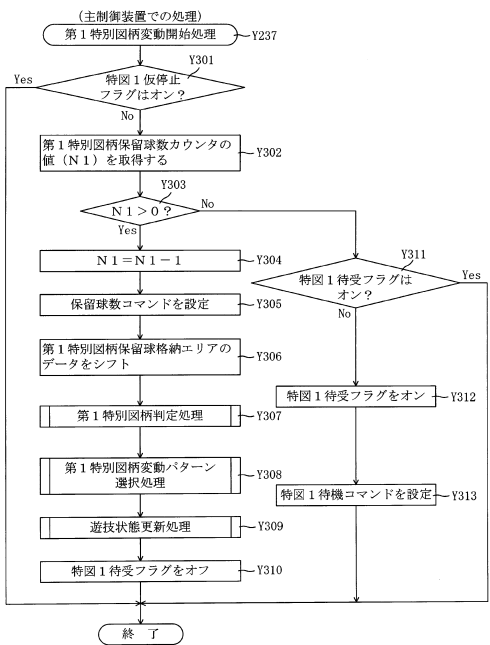 (主制御装置での処理)
第1特別図柄変動開始処理
Y237
Y301
特図1仮停止
フラグはオン?
Yes
No
第1特別図柄保留球数カウンタの
値(N1)を取得する
Y302
Y303
N1>0?
No
Yes
N1=N1-1
Y304
Y311
特図1待受フラグは
オン?
Yes
No
保留球数コマンドを設定
Y305
第1特別図柄保留球格納エリアの
データをシフト
Y306
第1特別図柄判定処理
Y307
特図1待受フラグをオン
Y312
第1特別図柄変動パターン
選択処理
Y308
特図1待機コマンドを設定
Y313
遊技状態更新処理
Y309
特図1待受フラグをオフ
Y310
終 了